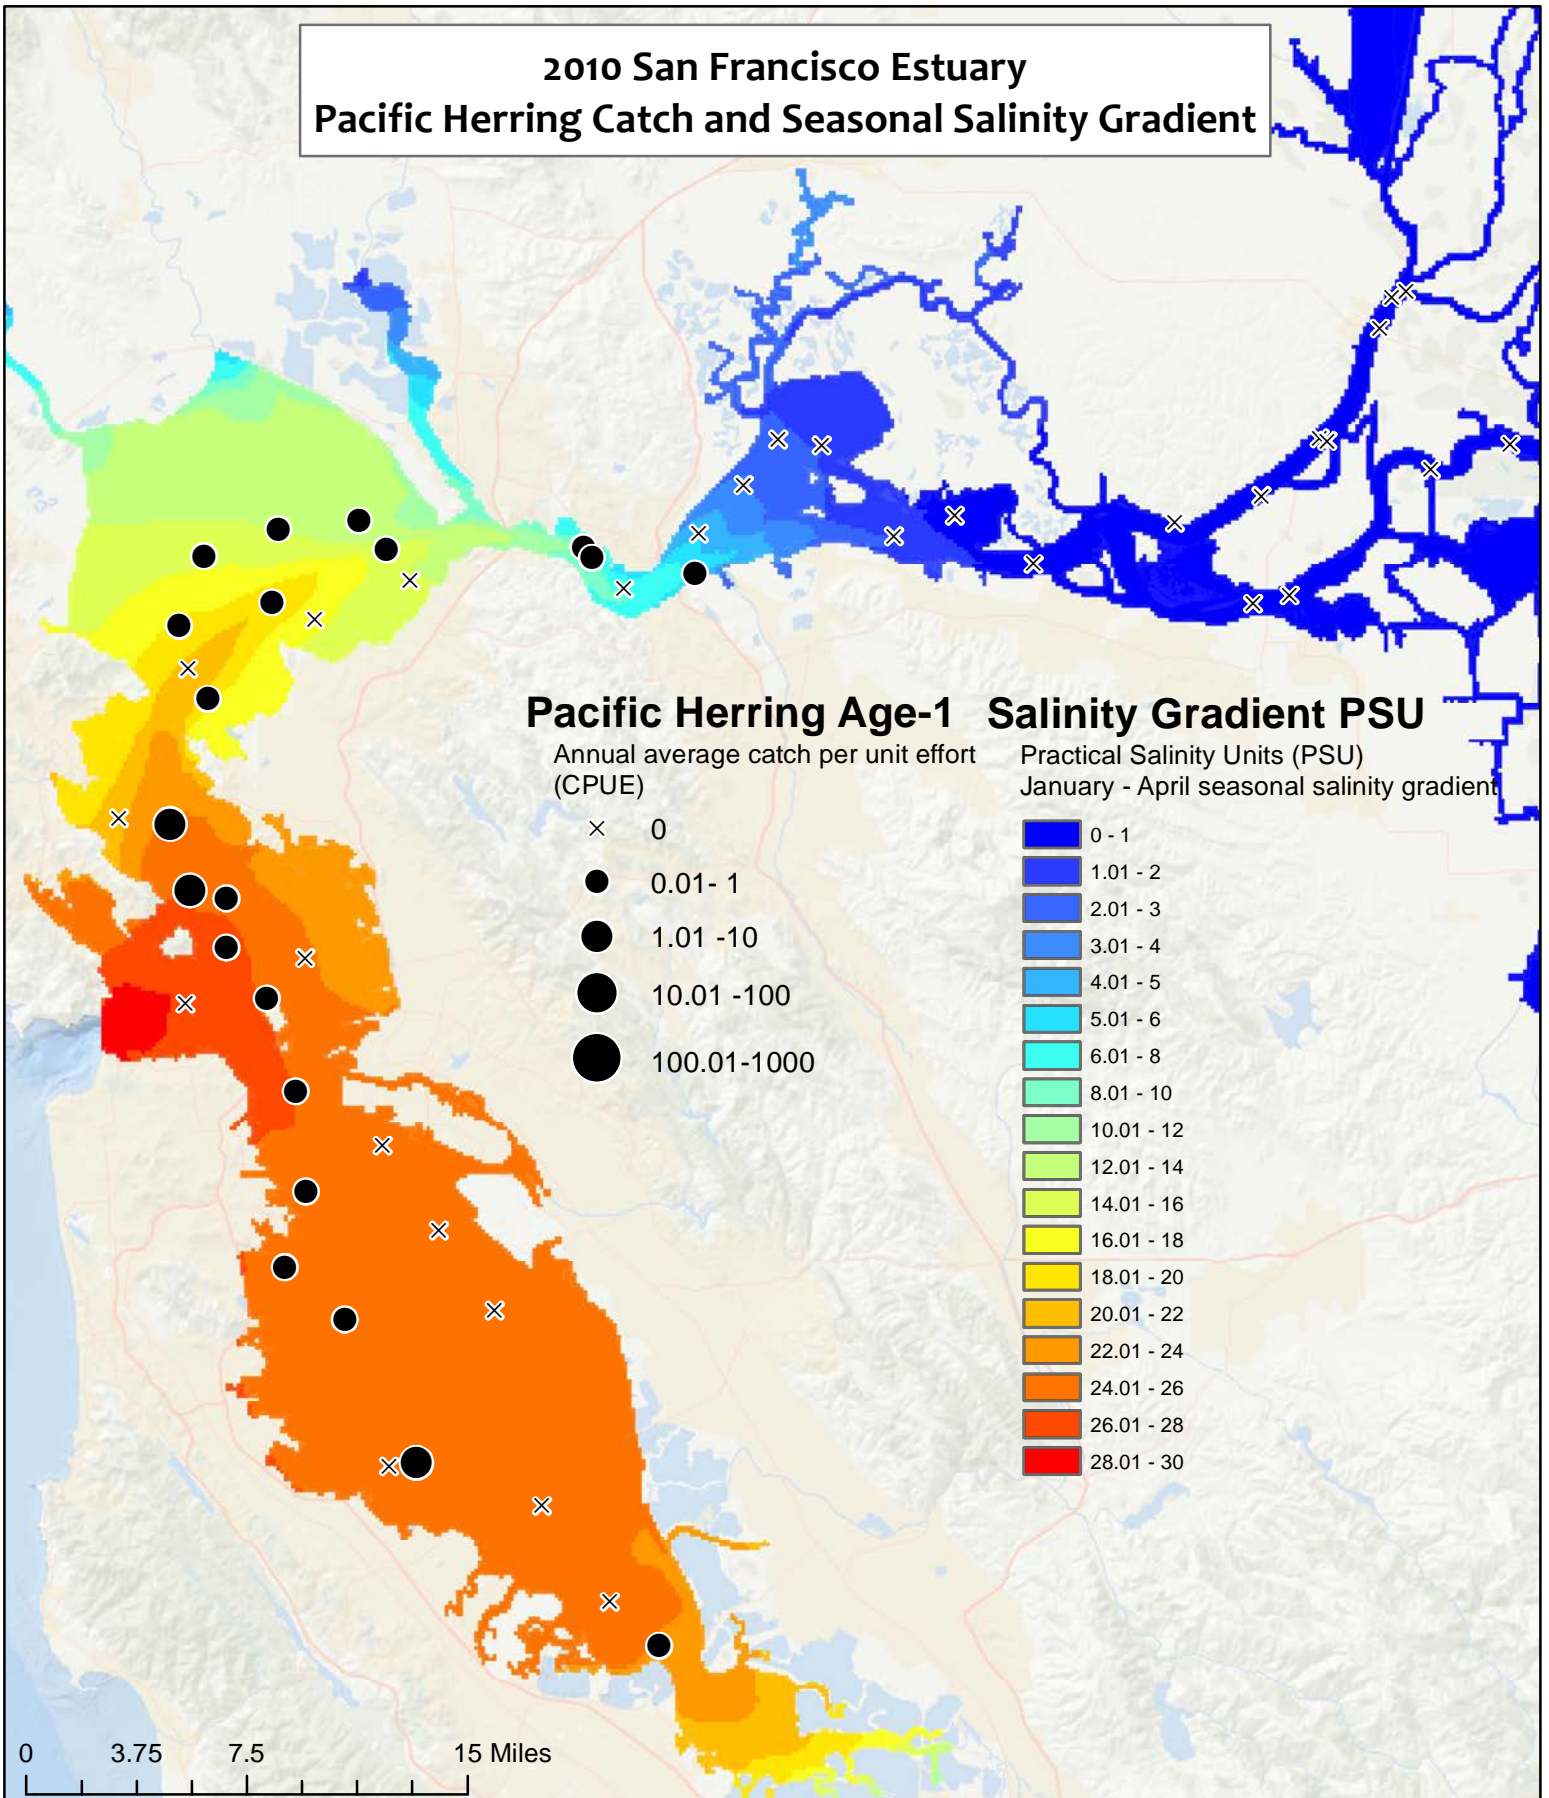 2010 San Francisco Estuary
Pacific Herring Catch and Seasonal Salinity Gradient
Pacific Herring Age-1
Annual average catch per unit effort
(CPUE)
0
0.01- 1
1.01 -10
10.01 -100
100.01-1000
Salinity Gradient PSU
Practical Salinity Units (PSU)
January - April seasonal salinity gradient
0 - 1
1.01 - 2
2.01 - 3
3.01 - 4
4.01 - 5
5.01 - 6
6.01 - 8
8.01 - 10
10.01 - 12
12.01 - 14
14.01 - 16
16.01 - 18
18.01 - 20
20.01 - 22
22.01 - 24
24.01 - 26
26.01 - 28
28.01 - 30
0 3.75 7.5 15 Miles